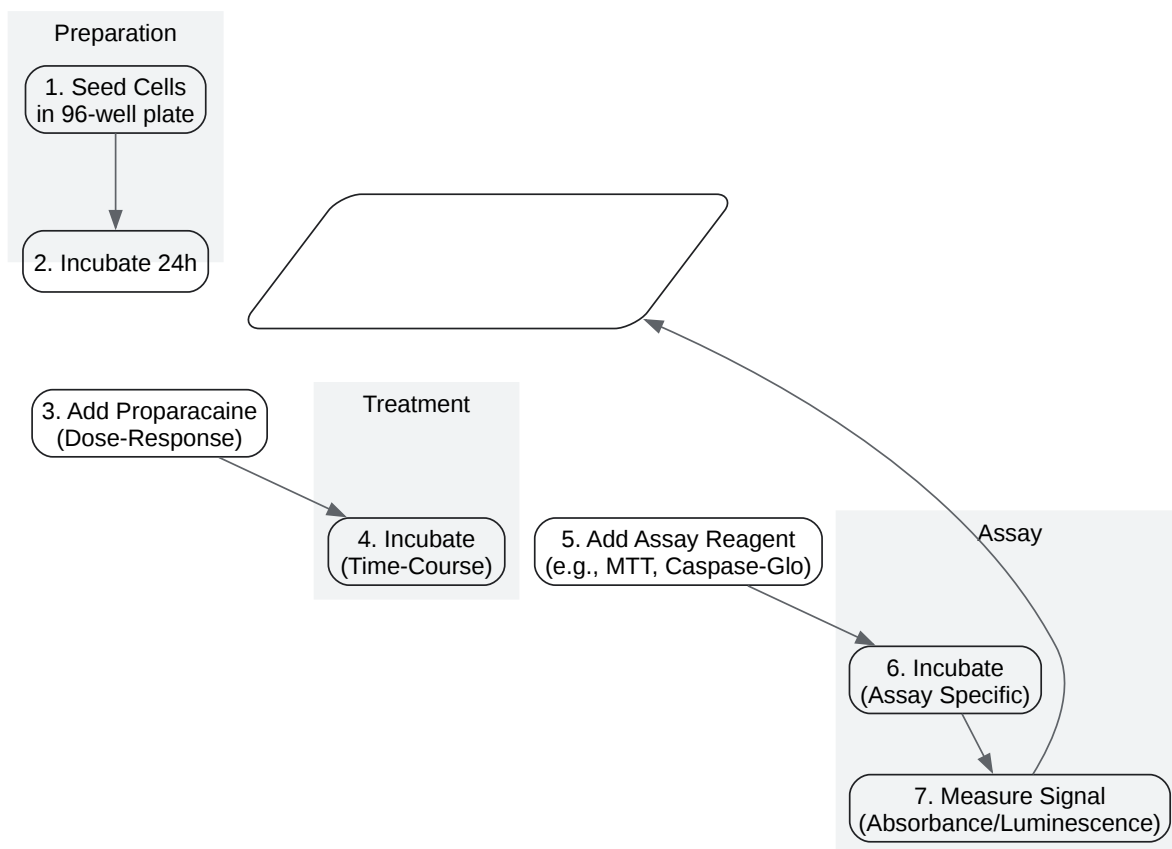 Preparation
1. Seed Cells
in 96-well plate
2. Incubate 24h
3. Add Proparacaine
(Dose-Response)
Treatment
4. Incubate
(Time-Course)
5. Add Assay Reagent
(e.g., MTT, Caspase-Glo)
Assay
6. Incubate
(Assay Specific)
7. Measure Signal
(Absorbance/Luminescence)